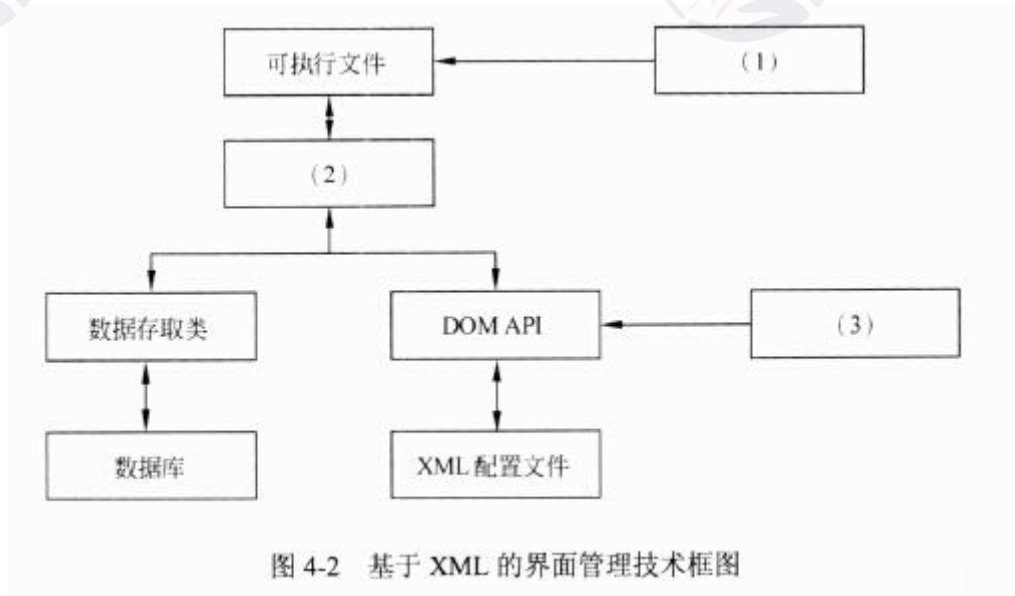 可执行文件
(1)
(2)
数据存取类
DOM API
(3)
数据库
XML 配置文件
图 4-2 基于 XML 的界面管理技术框图